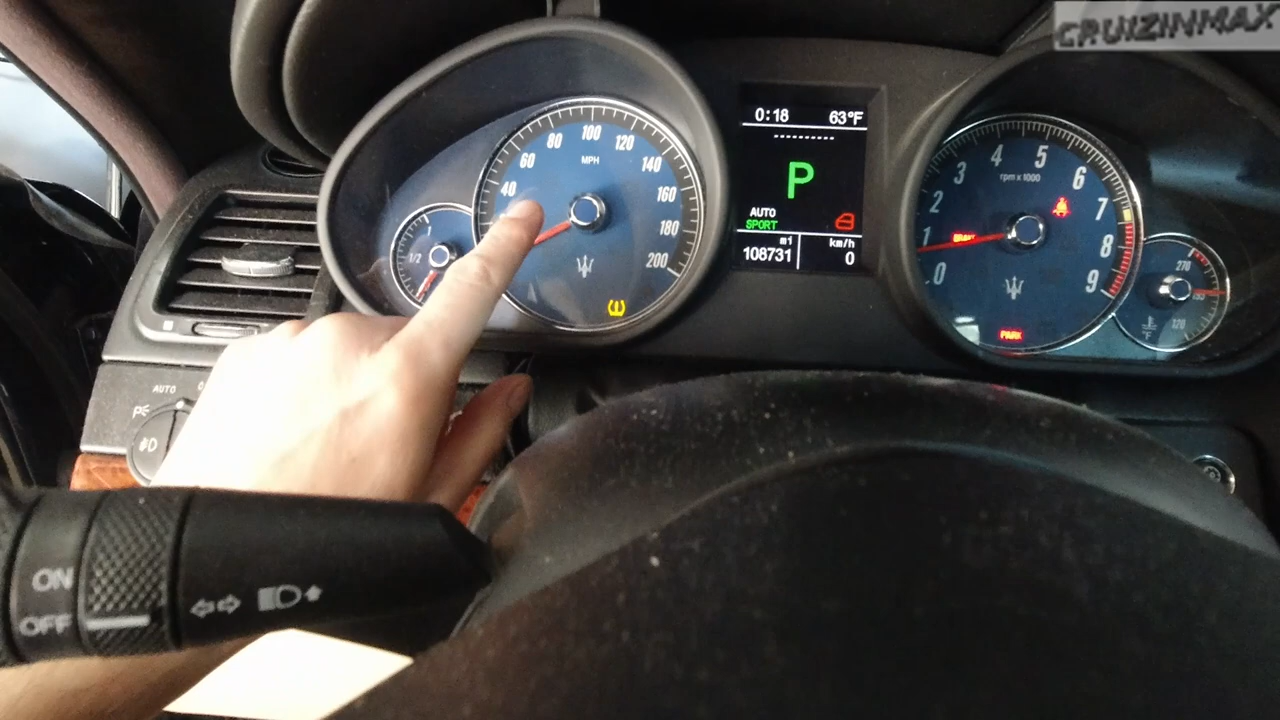 CRUIZINMAX
0:18 63°F
---------
P
AUTO
SPORT
mi km/h
108731 0
40 60 80 100 120 140 160 180 200
MPH
1/2 1
0 1 2 3 4 5 6 7 8 9
rpm x 1000
PARK
270
120
AUTO
ON
OFF